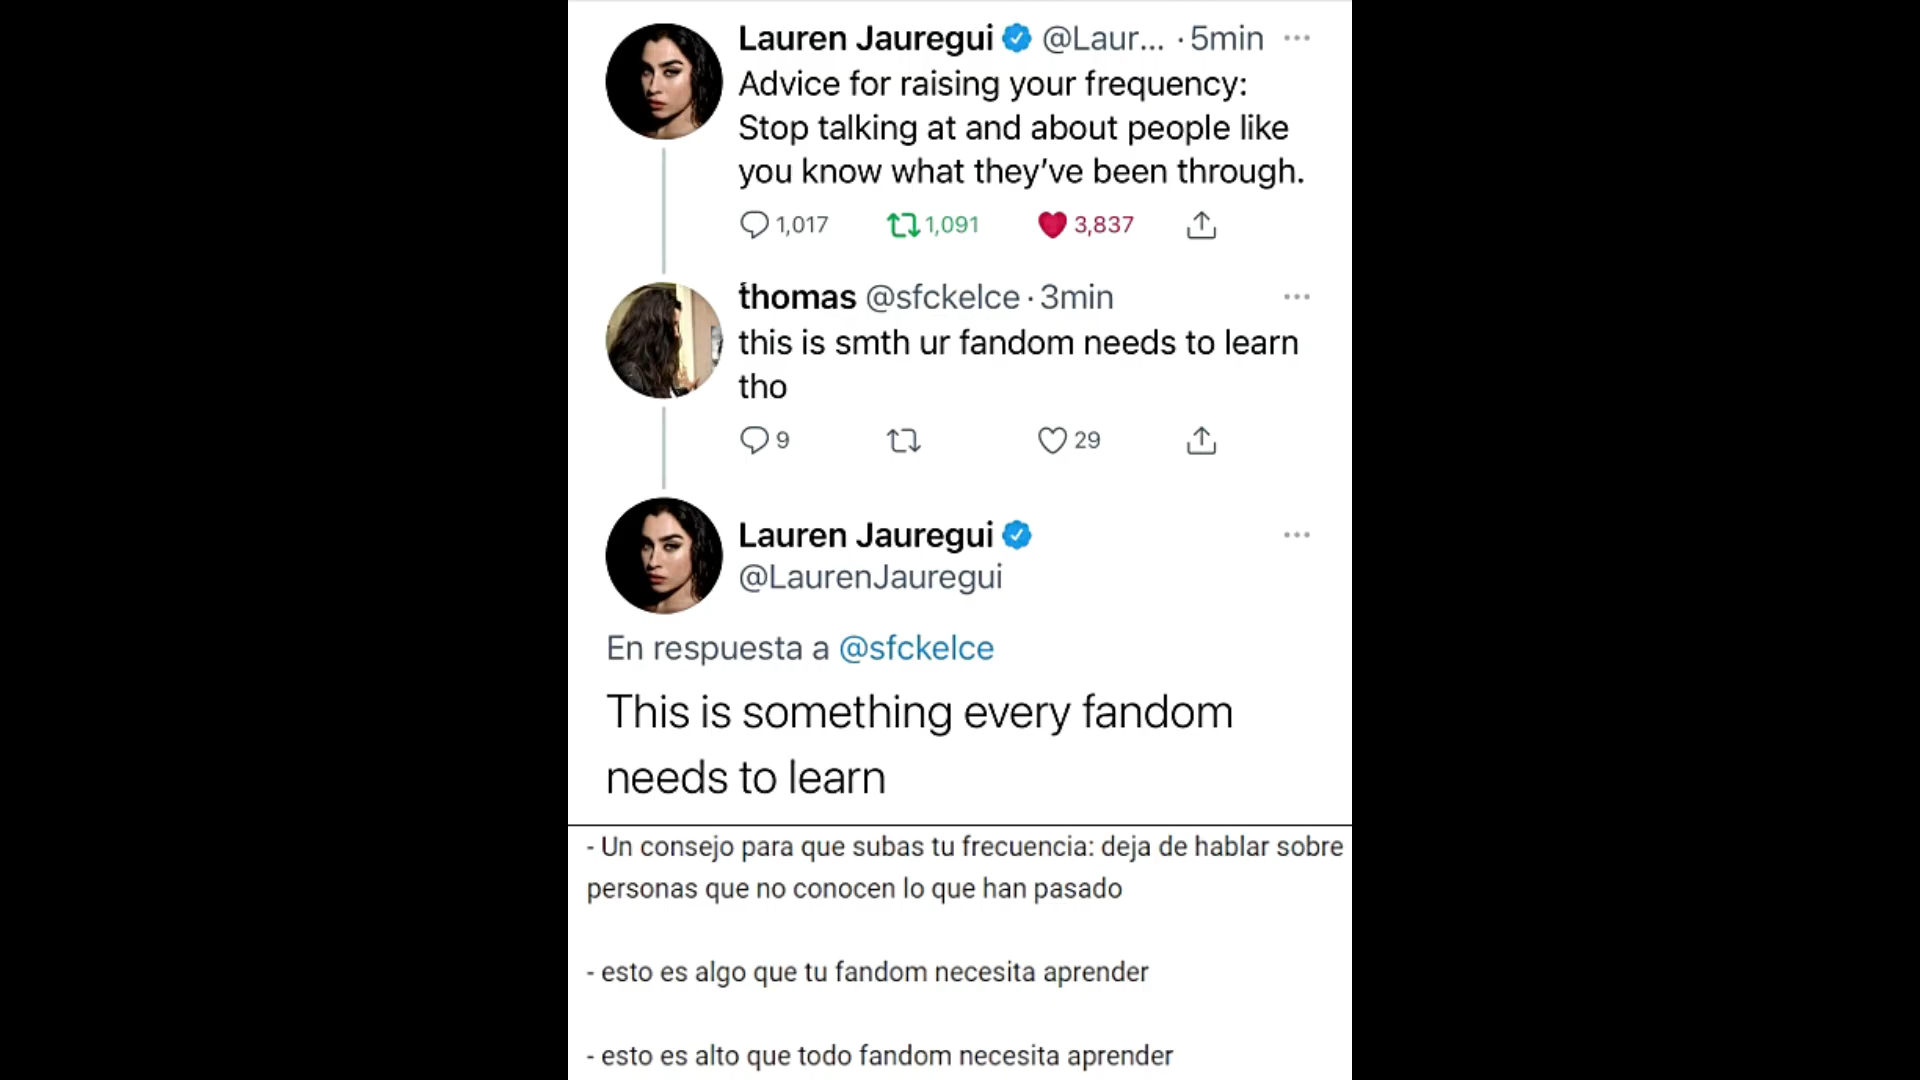 Lauren Jauregui @Laur... · 5min
Advice for raising your frequency:
Stop talking at and about people like
you know what they’ve been through.
1,017 1,091 3,837
thomas @sfckelce · 3min
this is smth ur fandom needs to learn
tho
9 29
Lauren Jauregui
@LaurenJauregui
En respuesta a @sfckelce
This is something every fandom
needs to learn
- Un consejo para que subas tu frecuencia: deja de hablar sobre
personas que no conocen lo que han pasado
- esto es algo que tu fandom necesita aprender
- esto es alto que todo fandom necesita aprender